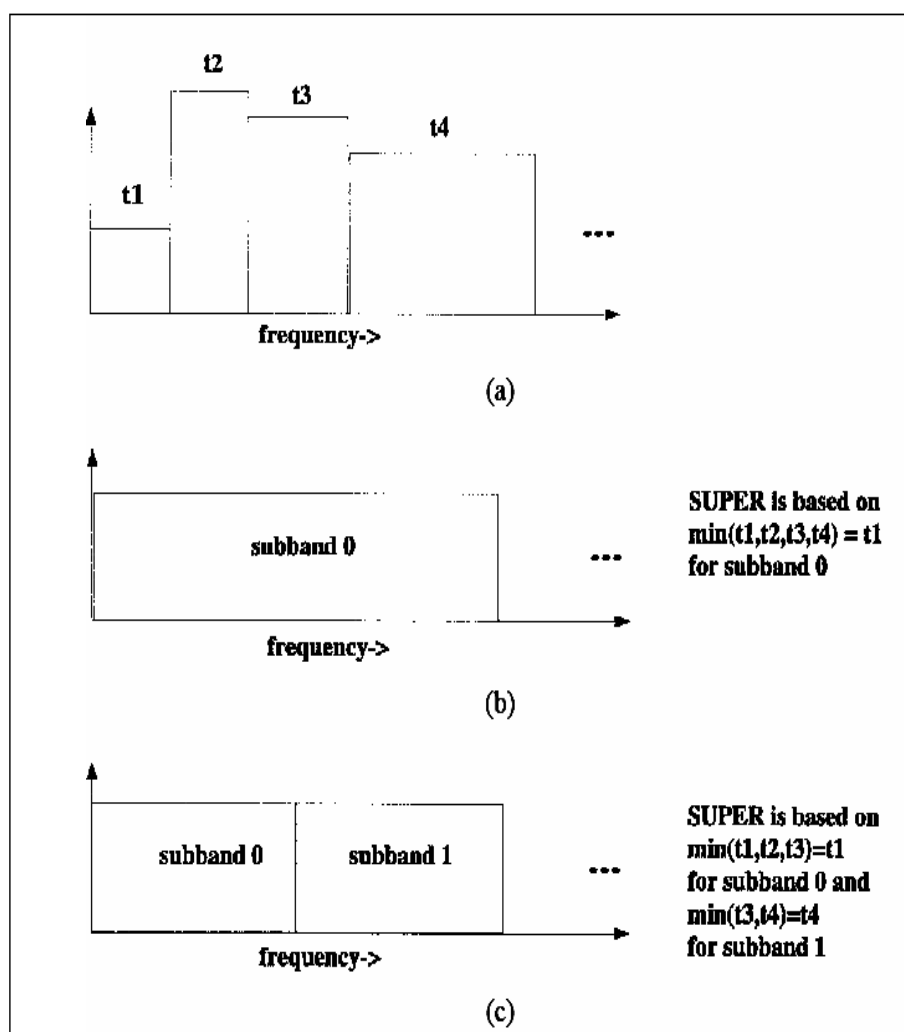 t2
t3
t4
t1
...
frequency->
(a)
subband 0
...
SUPER is based on
min(t1,t2,t3,t4) = t1
for subband 0
frequency->
(b)
subband 0
subband 1
...
SUPER is based on
min(t1,t2,t3)=t1
for subband 0 and
min(t3,t4)=t4
for subband 1
frequency->
(c)